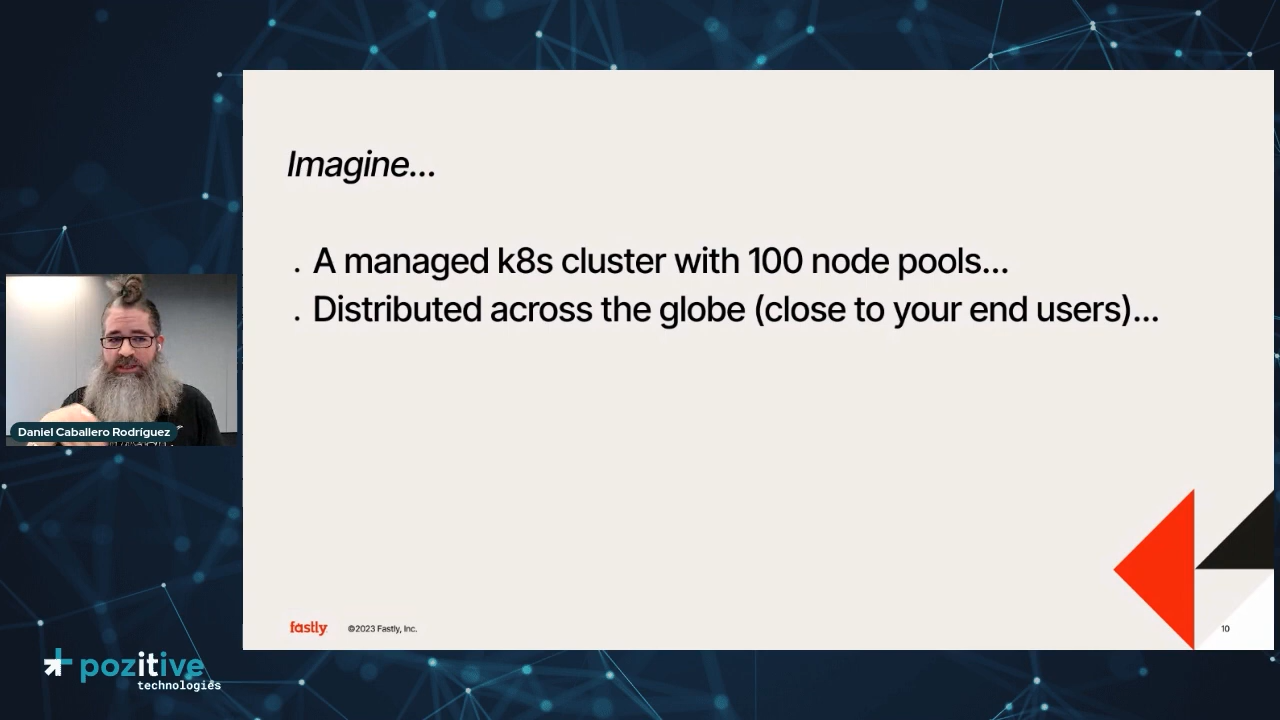 Imagine...
. A managed k8s cluster with 100 node pools...
. Distributed across the globe (close to your end users)...
Daniel Caballero Rodríguez
fastly
©2023 Fastly, Inc.
10
pozitive
technologies